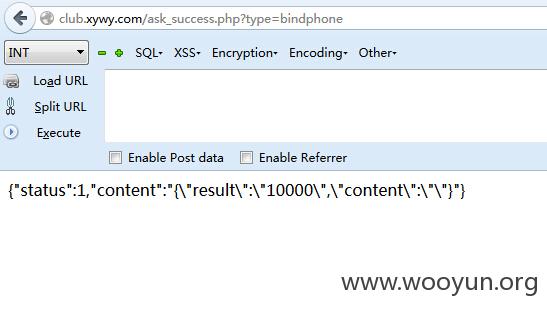 club.xywy.com/ask_success.php?type=bindphone
INT SQL▾ XSS▾ Encryption▾ Encoding▾ Other▾
Load URL
Split URL
Execute
Enable Post data Enable Referrer
{"status":1,"content":"{\"result\":\"10000\",\"content\":\"\"}"}
www.wooyun.org